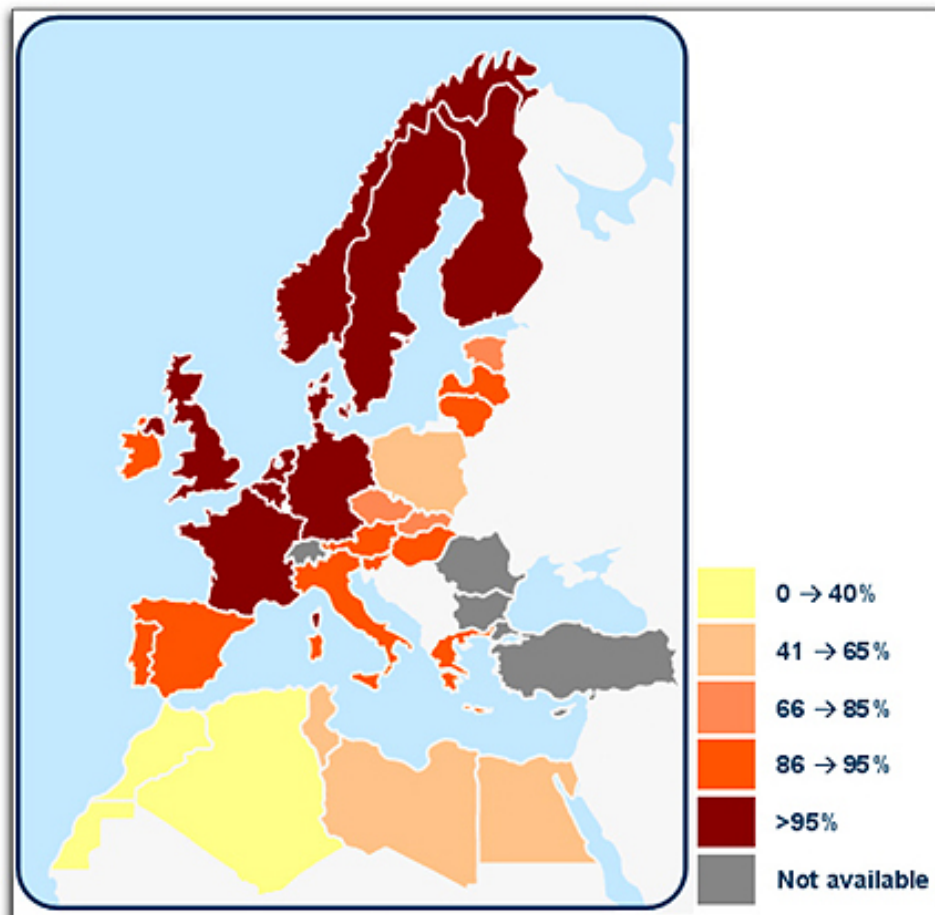 0 → 40%
41 → 65%
66 → 85%
86 → 95%
>95%
Not available